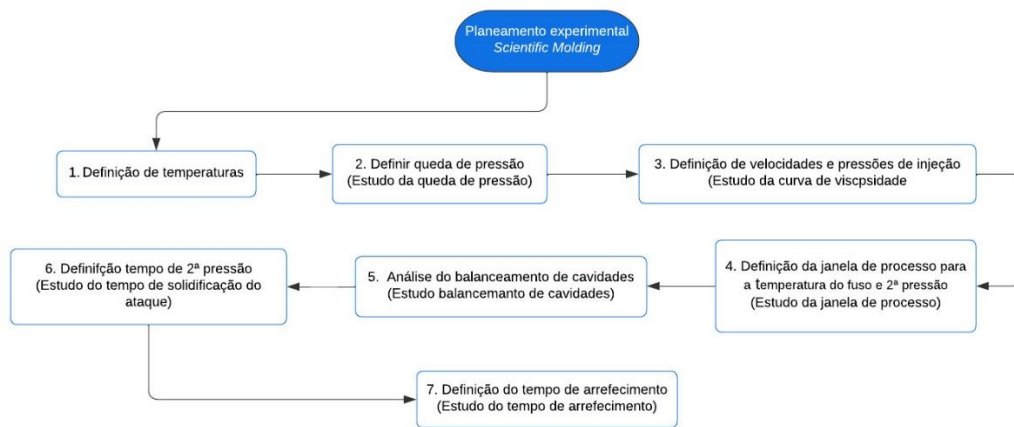 Planeamento experimental
Scientific Molding
1. Definição de temperaturas
2. Definir queda de pressão
(Estudo da queda de pressão)
3. Definição de velocidades e pressões de injeção
(Estudo da curva de viscpsidade
4. Definição da janela de processo para
a temperatura do fuso e 2ª pressão
(Estudo da janela de processo)
5. Análise do balanceamento de cavidades
(Estudo balancemanto de cavidades)
6. Definifção tempo de 2ª pressão
(Estudo do tempo de solidificação do
ataque)
7. Definição do tempo de arrefecimento
(Estudo do tempo de arrefecimento)